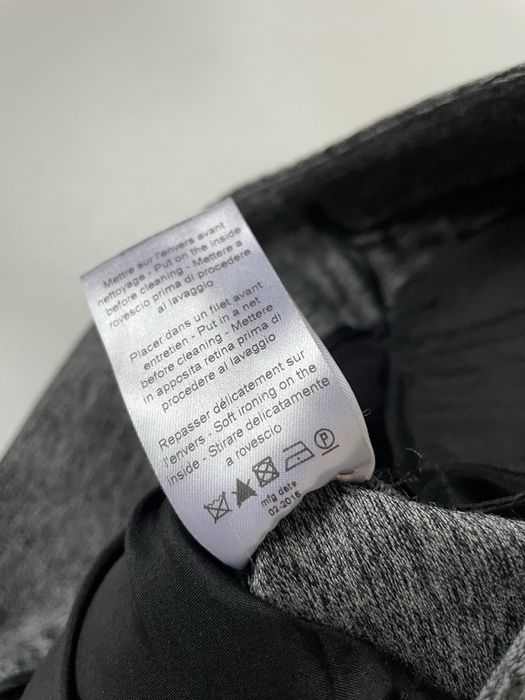 Mettre sur l'envers avant
nettoyage - Put on the inside
before cleaning - Mettere a
rovescio prima di procedere
al lavaggio
Placer dans un filet avant
entretien - Put in a net
before cleaning - Mettere
in apposita retina prima di
procedere al lavaggio
Repasser délicatement sur
l'envers - Soft ironing on the
inside - Stirare délicatamente
a rovescio
P
mfg date
02-2018